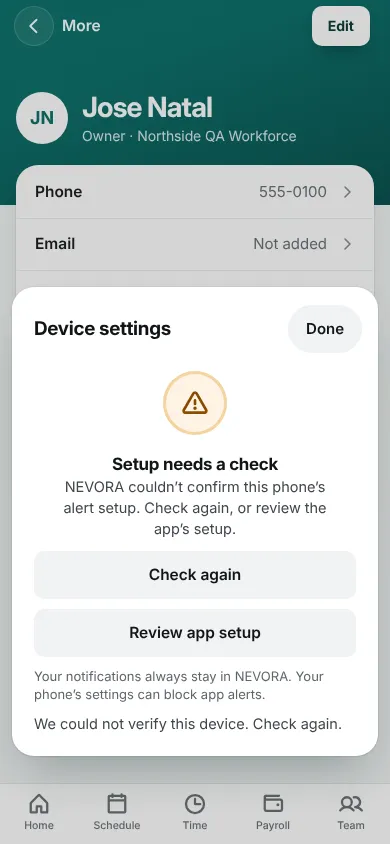 More
Edit
JN
Jose Natal
Owner · Northside QA Workforce
Phone
555-0100
Email
Not added
Device settings
Done
Setup needs a check
NEVORA couldn’t confirm this phone’s
alert setup. Check again, or review the
app’s setup.
Check again
Review app setup
Your notifications always stay in NEVORA. Your
phone’s settings can block app alerts.
We could not verify this device. Check again.
Home
Schedule
Time
Payroll
Team